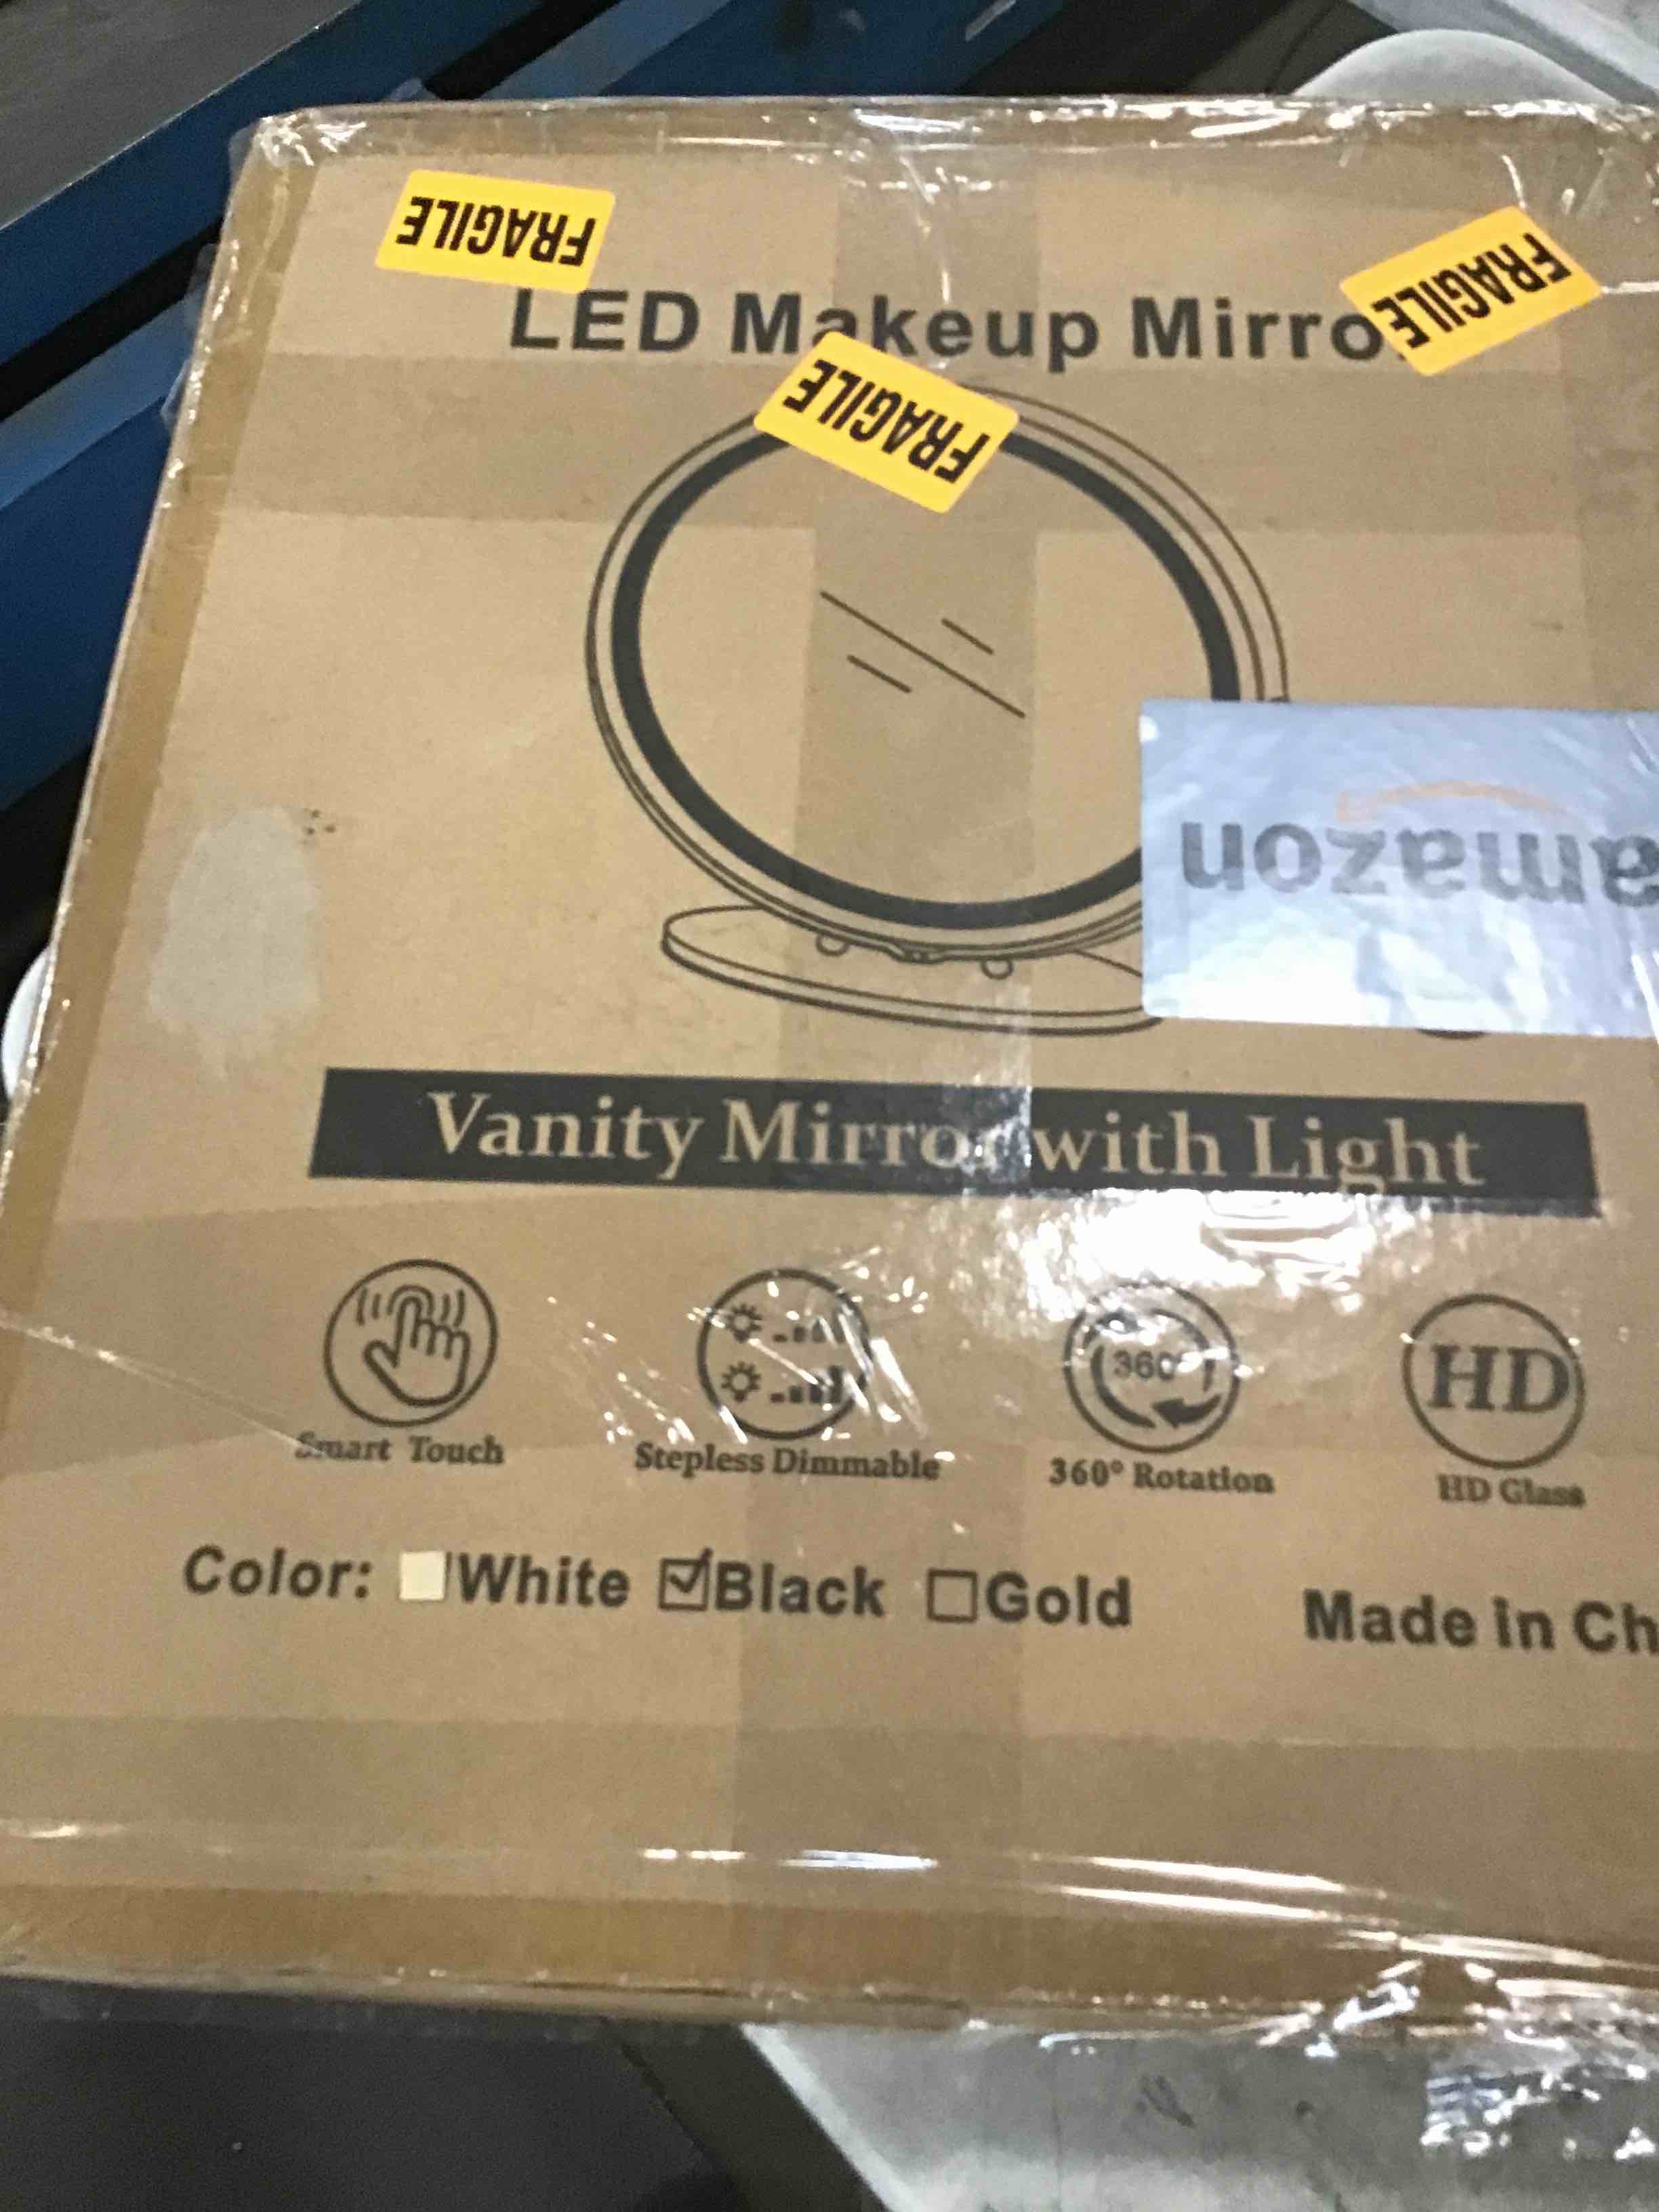 FRAGILE
FRAGILE
LED Makeup Mirro
FRAGILE
amazon
Vanity Mirror with Light
360°
HD
Smart Touch
Stepless Dimmable
360° Rotation
HD Glass
Color: White Black Gold
Made in Ch